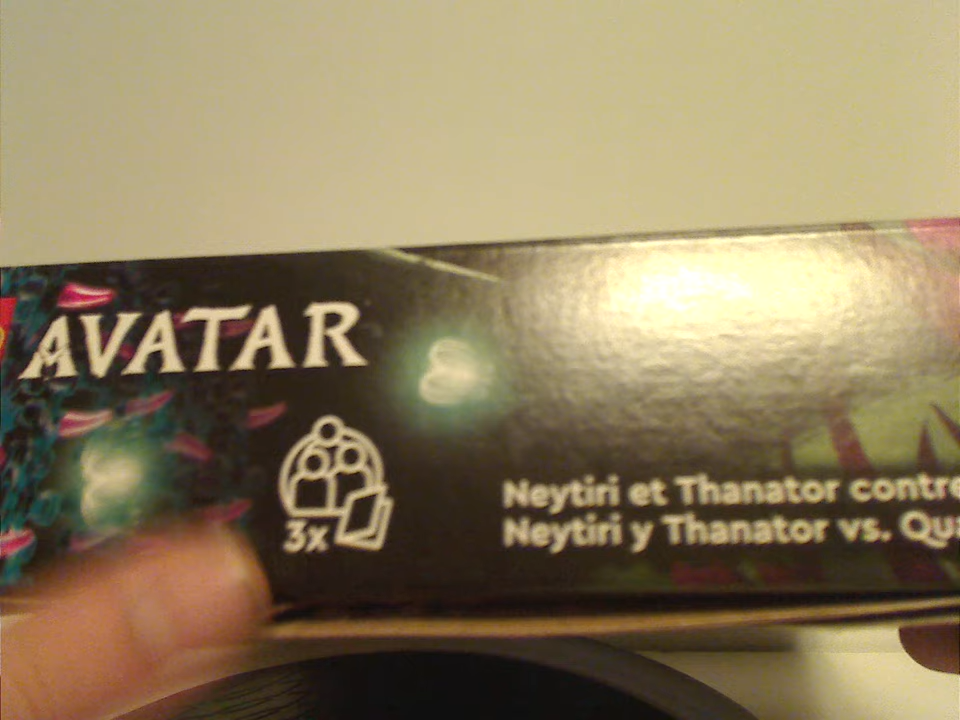 AVATAR
3x
Neytiri et Thanator contre
Neytiri y Thanator vs.